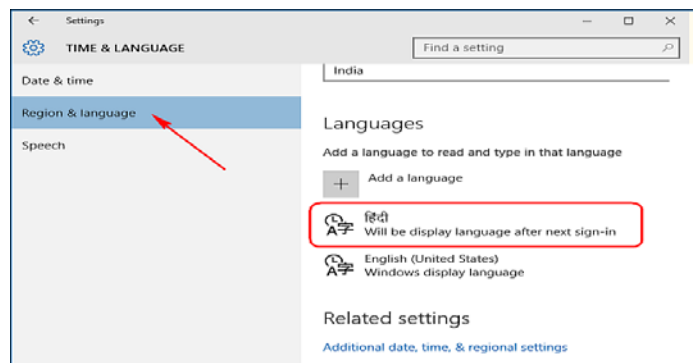 Settings
TIME & LANGUAGE
Find a setting
Date & time
Region & language
Speech
India
Languages
Add a language to read and type in that language
Add a language
हिंदी
Will be display language after next sign-in
English (United States)
Windows display language
Related settings
Additional date, time, & regional settings